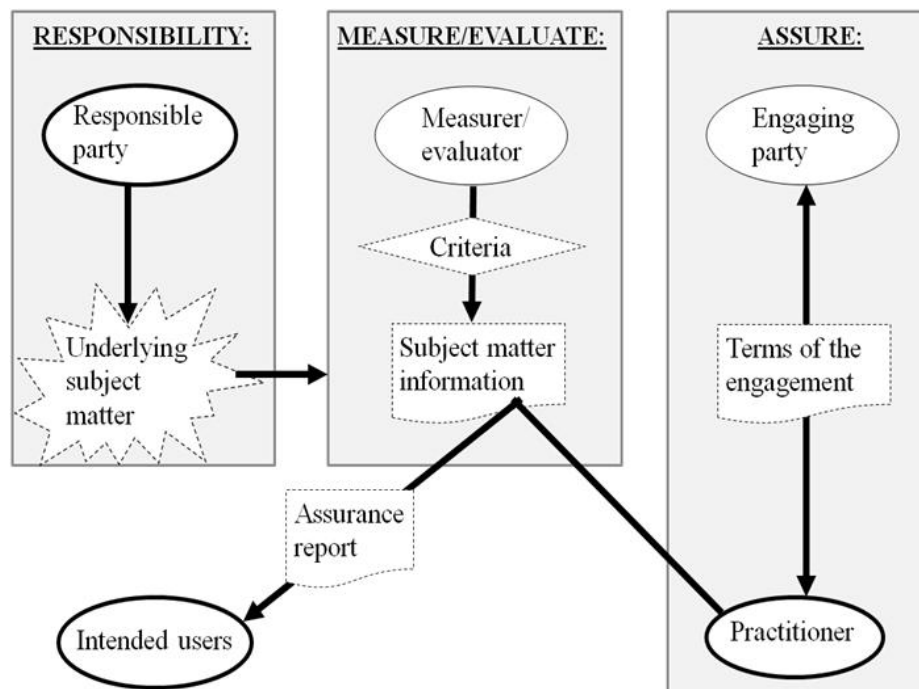 RESPONSIBILITY:
Responsible
party
Underlying
subject
matter
MEASURE/EVALUATE:
Measurer/
evaluator
Criteria
Subject matter
information
ASSURE:
Engaging
party
Terms of the
engagement
Assurance
report
Intended users
Practitioner